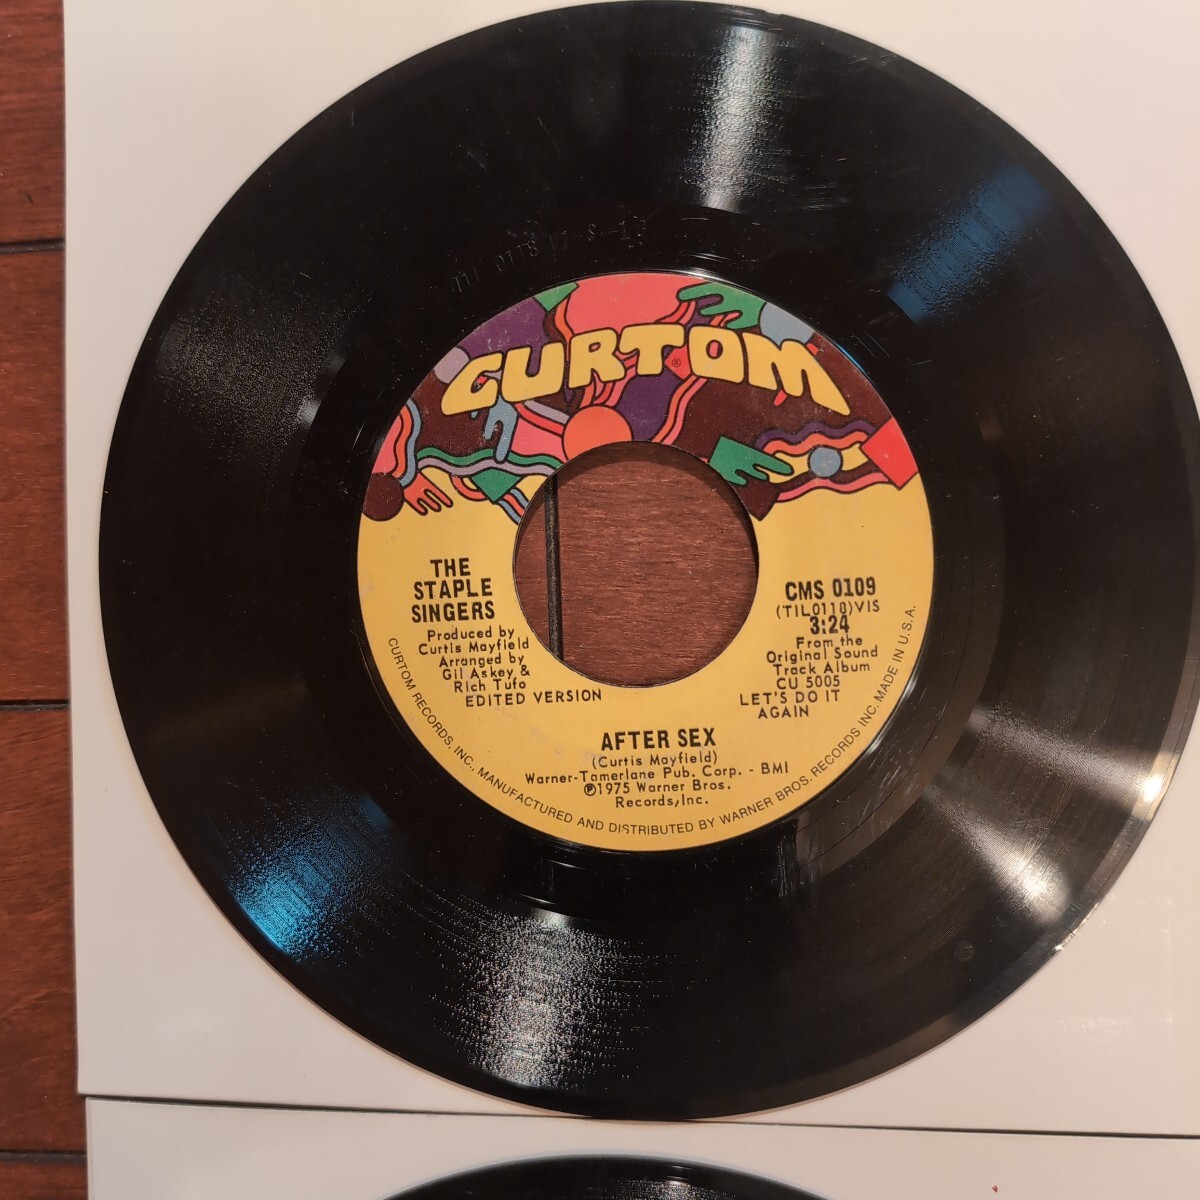 CURTOM®
THE
STAPLE
SINGERS
Produced by
Curtis Mayfield
Arranged by
Gil Askey &
Rich Tufo
EDITED VERSION
CMS 0109
(TIL0118)VIS
3:24
From the
Original Sound
Track Album
CU 5005
LET'S DO IT
AGAIN
AFTER SEX
(Curtis Mayfield)
Warner-Tamerlane Pub. Corp. - BMI
℗1975 Warner Bros.
Records,Inc.
CURTOM RECORDS, INC., MANUFACTURED AND DISTRIBUTED BY WARNER BROS. RECORDS INC. MADE IN U.S.A.